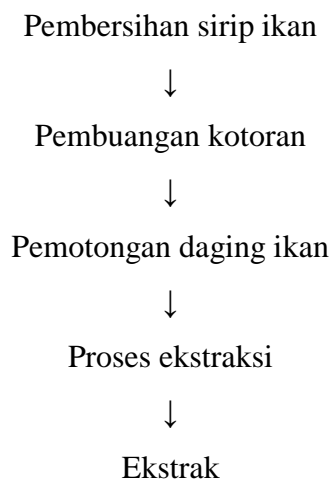 Pembersihan sirip ikan
↓
Pembuangan kotoran
↓
Pemotongan daging ikan
↓
Proses ekstraksi
↓
Ekstrak